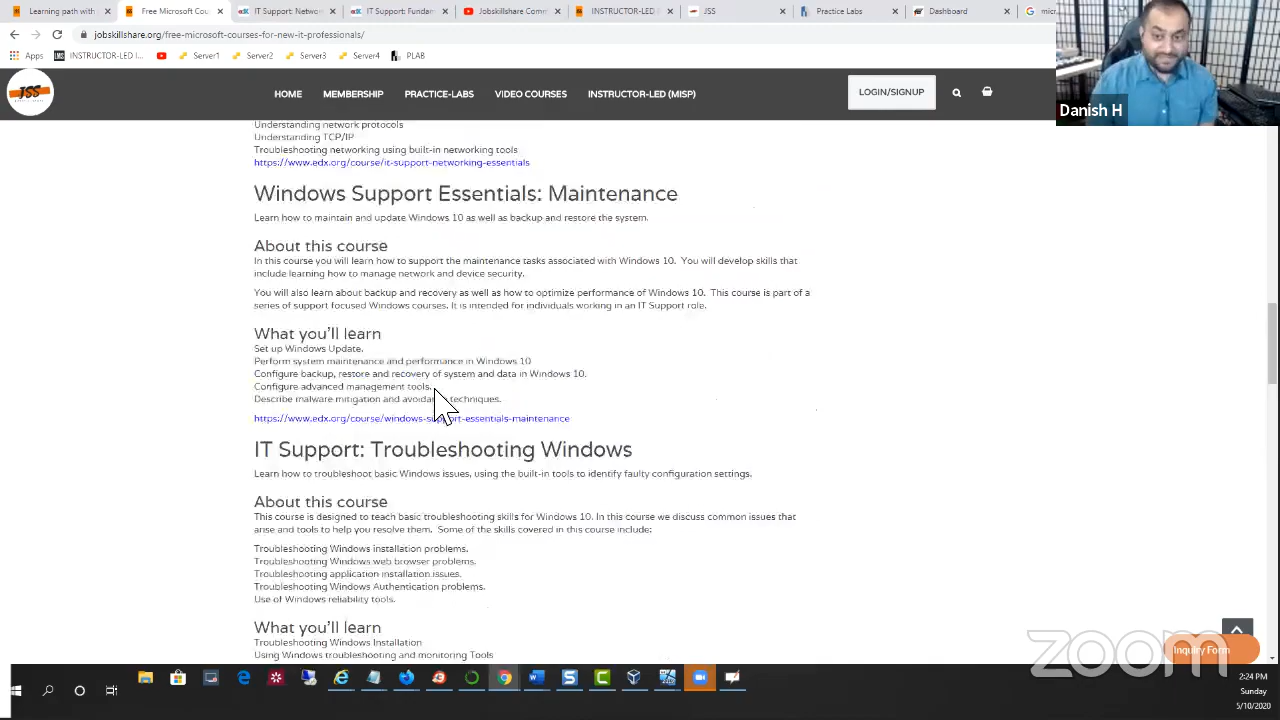 Learning path with
Free Microsoft Cou
IT Support: Netwo
IT Support: Funda
Jobskillshare Com
INSTRUCTOR-LED
JSS
Practice Labs
Dashboard
jobskillshare.org/free-microsoft-courses-for-new-it-professionals/
Apps
LMS
INSTRUCTOR-LED I...
Server1
Server2
Server3
Server4
PLAB
JSS
HOME
MEMBERSHIP
PRACTICE-LABS
VIDEO COURSES
INSTRUCTOR-LED (MISP)
LOGIN/SIGNUP
Danish H
Understanding network protocols
Understanding TCP/IP
Troubleshooting networking using built-in networking tools
https://www.edx.org/course/it-support-networking-essentials
Windows Support Essentials: Maintenance
Learn how to maintain and update Windows 10 as well as backup and restore the system.
About this course
In this course you will learn how to support the maintenance tasks associated with Windows 10. You will develop skills that
include learning how to manage network and device security.
You will also learn about backup and recovery as well as how to optimize performance of Windows 10. This course is part of a
series of support focused Windows courses. It is intended for individuals working in an IT Support role.
What you'll learn
Set up Windows Update.
Perform system maintenance and performance in Windows 10
Configure backup, restore and recovery of system and data in Windows 10.
Configure advanced management tools.
Describe malware mitigation and avoidance techniques.
https://www.edx.org/course/windows-support-essentials-maintenance
IT Support: Troubleshooting Windows
Learn how to troubleshoot basic Windows issues, using the built-in tools to identify faulty configuration settings.
About this course
This course is designed to teach basic troubleshooting skills for Windows 10. In this course we discuss common issues that
arise and tools to help you resolve them. Some of the skills covered in this course include:
Troubleshooting Windows installation problems.
Troubleshooting Windows web browser problems.
Troubleshooting application installation issues.
Troubleshooting Windows Authentication problems.
Use of Windows reliability tools.
What you'll learn
Troubleshooting Windows Installation
Using Windows troubleshooting and monitoring Tools
Inquiry Form
zoom
2:24 PM
Sunday
5/10/2020